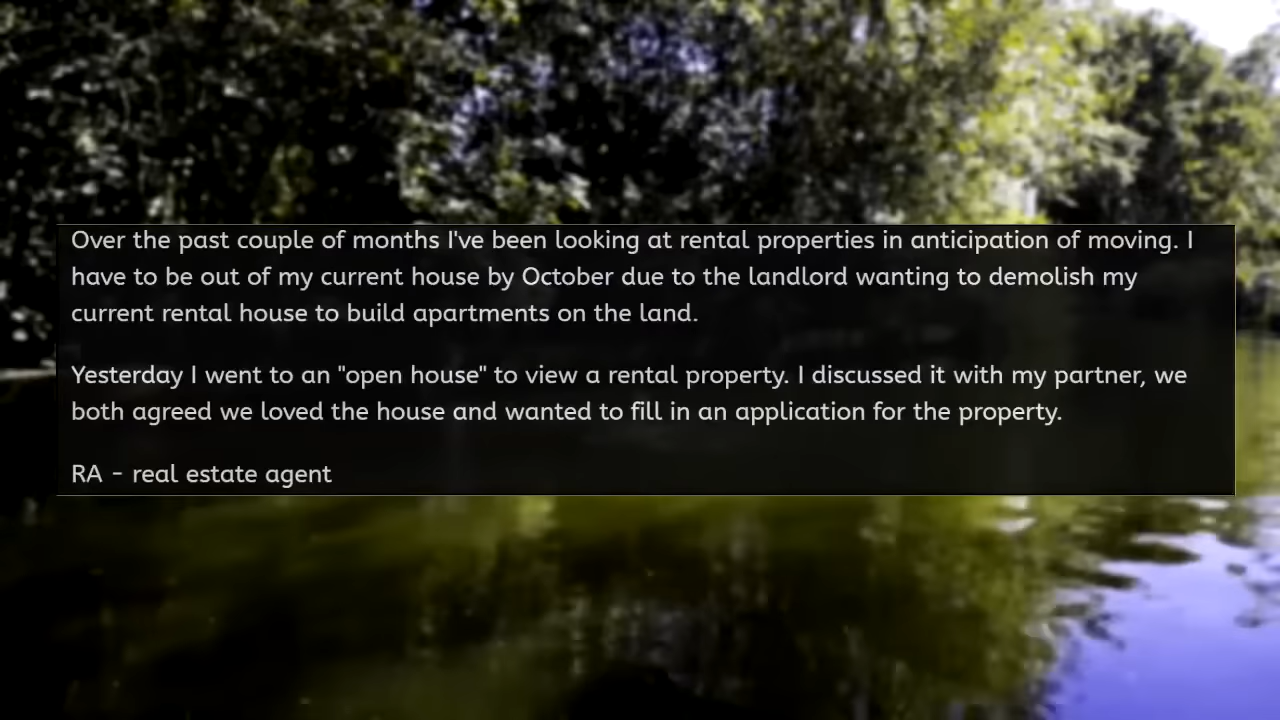 Over the past couple of months I've been looking at rental properties in anticipation of moving. I
have to be out of my current house by October due to the landlord wanting to demolish my
current rental house to build apartments on the land.
Yesterday I went to an "open house" to view a rental property. I discussed it with my partner, we
both agreed we loved the house and wanted to fill in an application for the property.
RA - real estate agent